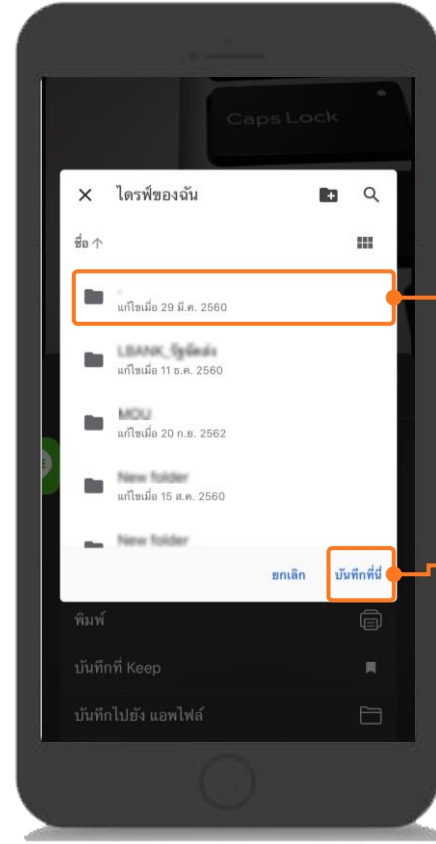 Caps Lock
ไดรฟ์ของฉัน
ชื่อ ↑
แก้ไขเมื่อ 29 มี.ค. 2560
แก้ไขเมื่อ 11 ธ.ค. 2560
MOU
แก้ไขเมื่อ 20 ก.ย. 2562
New folder
แก้ไขเมื่อ 15 ส.ค. 2560
New folder
ยกเลิก บันทึกที่นี่
พิมพ์
บันทึกที่ Keep
บันทึกไปยัง แอพไฟล์